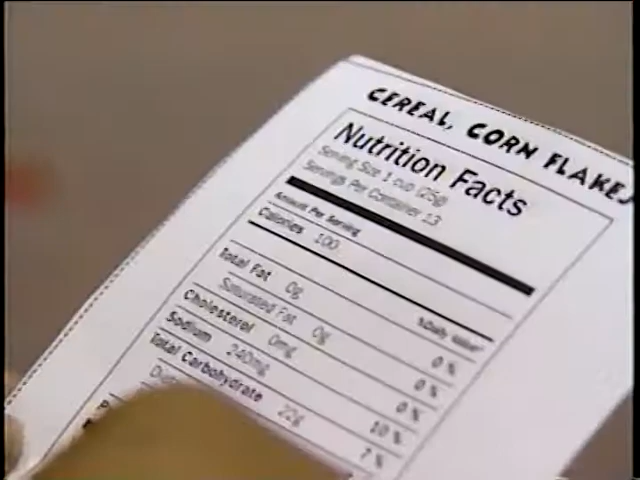 CEREAL, CORN FLAKES
Nutrition Facts
Serving Size 1 cup (25g)
Servings Per Container 13
Amount Per Serving
Calories 100
%Daily Value*
Total Fat 0g 0%
Saturated Fat 0g 0%
Cholesterol 0mg 0%
Sodium 240mg 10%
Total Carbohydrate 22g 7%